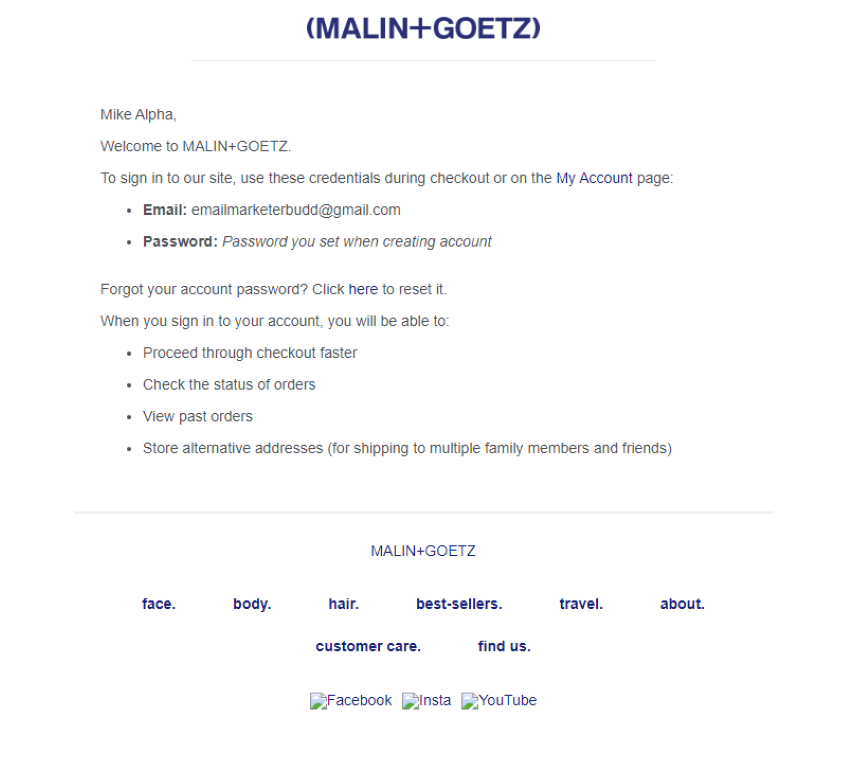 (MALIN+GOETZ)
Mike Alpha,
Welcome to MALIN+GOETZ.
To sign in to our site, use these credentials during checkout or on the My Account page:
• Email: emailmarketerbudd@gmail.com
• Password: Password you set when creating account
Forgot your account password? Click here to reset it.
When you sign in to your account, you will be able to:
• Proceed through checkout faster
• Check the status of orders
• View past orders
• Store alternative addresses (for shipping to multiple family members and friends)
MALIN+GOETZ
face. body. hair. best-sellers. travel. about.
customer care. find us.
Facebook Insta YouTube